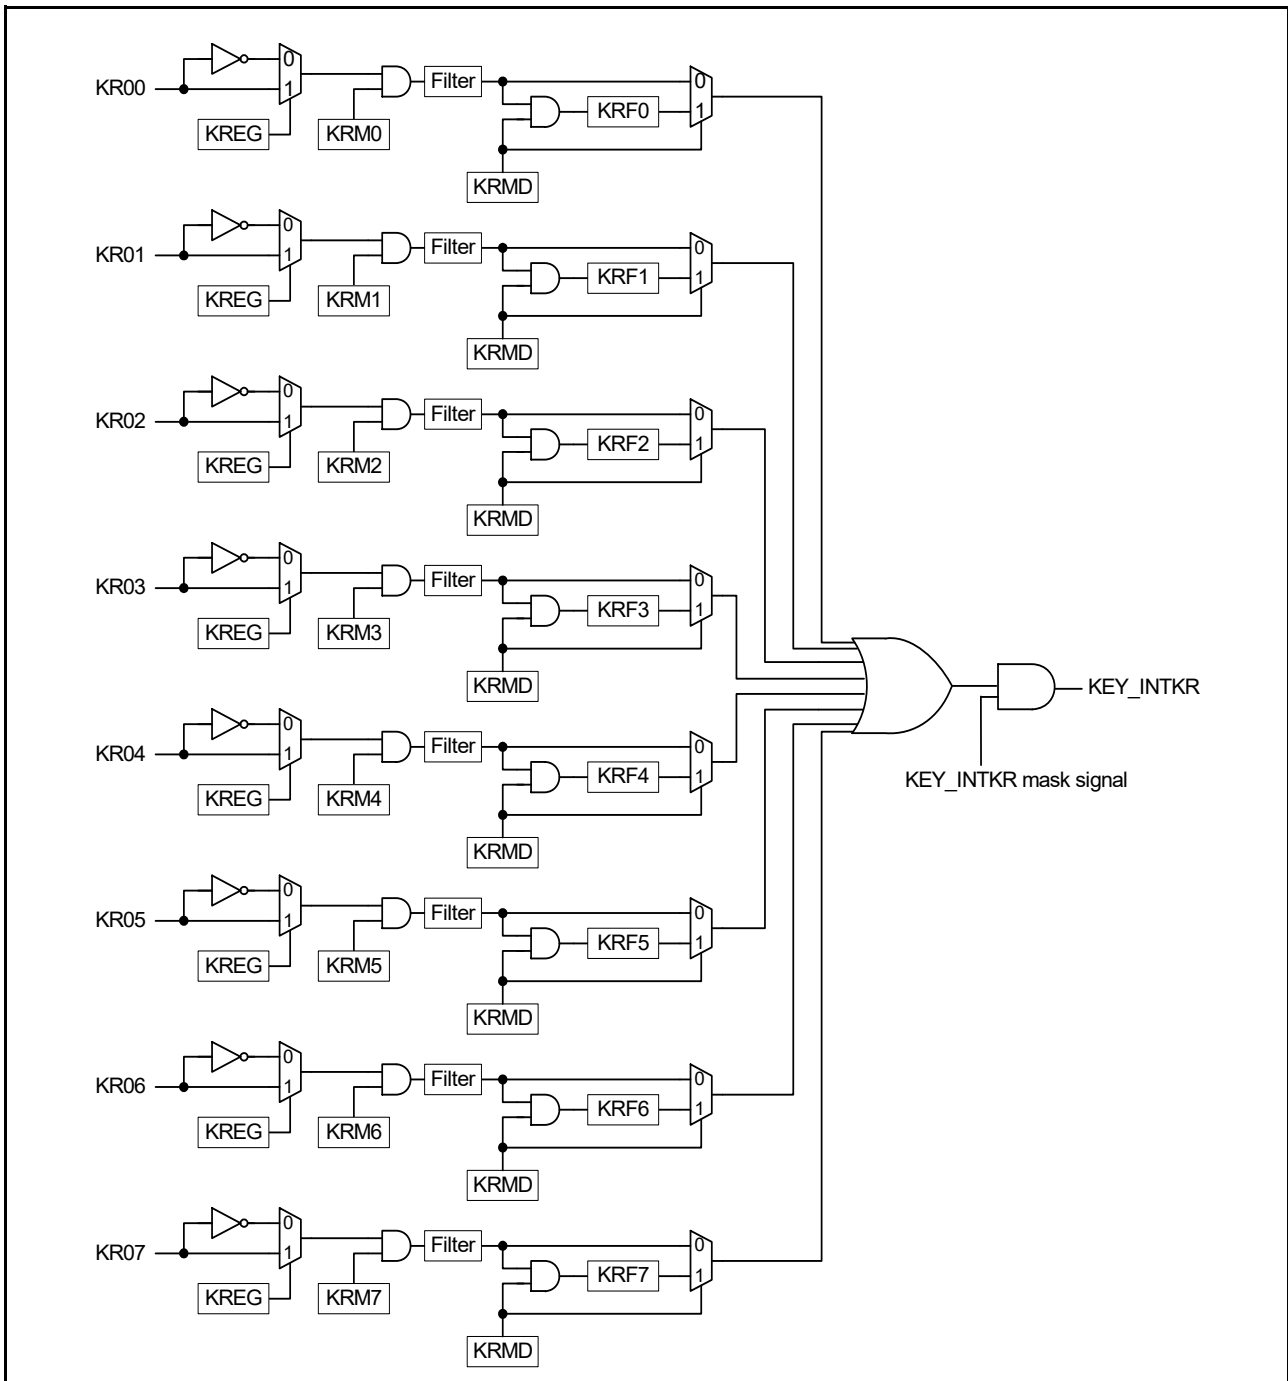 0
KR00 1 Filter 0
KREG KRM0 KRF0 1
KRMD
0
KR01 1 Filter 0
KREG KRM1 KRF1 1
KRMD
0
KR02 1 Filter 0
KREG KRM2 KRF2 1
KRMD
0
KR03 1 Filter 0
KREG KRM3 KRF3 1
KRMD
KEY_INTKR
0
KR04 1 Filter 0
KREG KRM4 KRF4 1
KEY_INTKR mask signal
KRMD
0
KR05 1 Filter 0
KREG KRM5 KRF5 1
KRMD
0
KR06 1 Filter 0
KREG KRM6 KRF6 1
KRMD
0
KR07 1 Filter 0
KREG KRM7 KRF7 1
KRMD